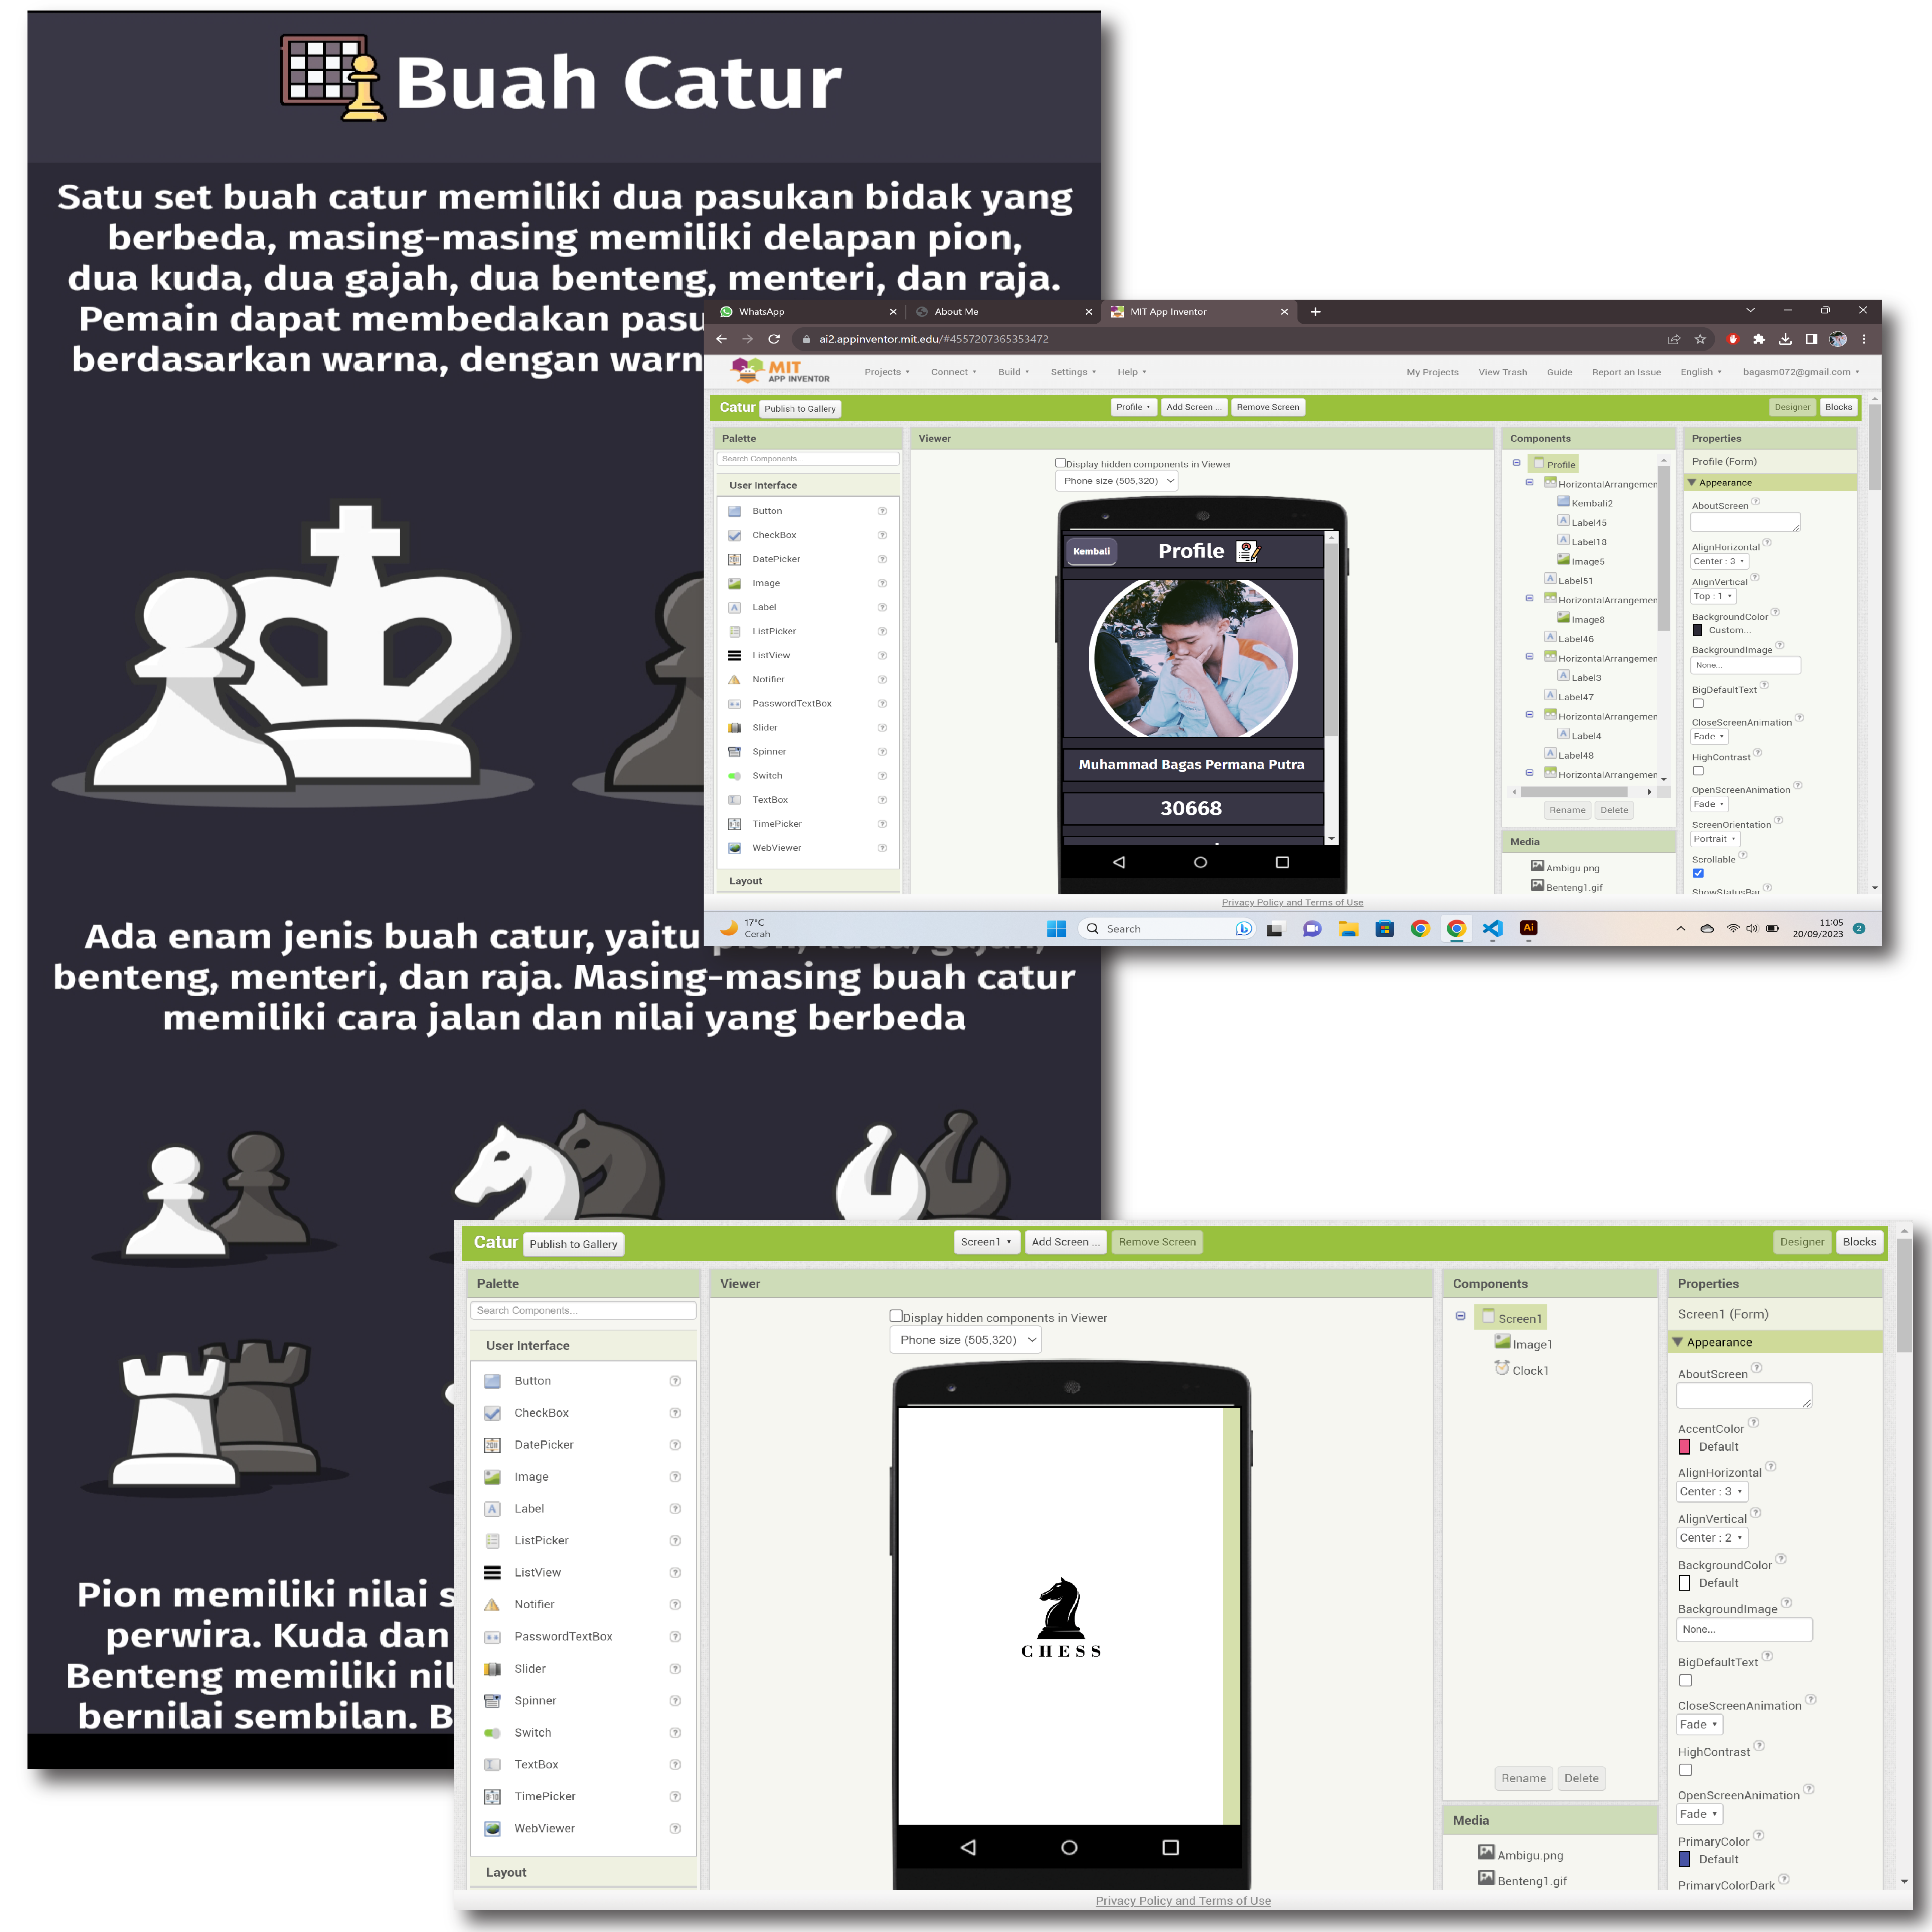 Buah Catur
Satu set buah catur memiliki dua pasukan bidak yang
berbeda, masing-masing memiliki delapan pion,
dua kuda, dua gajah, dua benteng, menteri, dan raja.
Pemain dapat membedakan
berdasarkan warna, dengan
Ada enam jenis buah catur, yaitu
benteng, menteri, dan raja. Masing-masing buah catur
memiliki cara jalan dan nilai yang berbeda
Pion memiliki nilai
perwira. Kuda dan
Benteng memiliki
bernilai sembilan.
WhatsApp
About Me
MIT App Inventor
ai2.appinventor.mit.edu/#4557207365353472
MIT
APP INVENTOR
Projects
Connect
Build
Settings
Help
My Projects
View Trash
Guide
Report an Issue
English
bagasm072@gmail.com
Catur
Publish to Gallery
Profile
Add Screen ...
Remove Screen
Designer
Blocks
Palette
Search Components...
User Interface
Button
CheckBox
DatePicker
Image
Label
ListPicker
ListView
Notifier
PasswordTextBox
Slider
Spinner
Switch
TextBox
TimePicker
WebViewer
Layout
Viewer
Display hidden components in Viewer
Phone size (505,320)
Kembali
Profile
Muhammad Bagas Permana Putra
30668
Components
Profile
HorizontalArrangemer
Kembali2
Label45
Label18
Image5
Label51
HorizontalArrangemer
Image8
Label46
HorizontalArrangemer
Label3
Label47
HorizontalArrangemer
Label4
Label48
HorizontalArrangemer
Rename
Delete
Media
Ambigu.png
Benteng1.gif
Properties
Profile (Form)
Appearance
AboutScreen
AlignHorizontal
Center : 3
AlignVertical
Top : 1
BackgroundColor
Custom...
BackgroundImage
None...
BigDefaultText
CloseScreenAnimation
Fade
HighContrast
OpenScreenAnimation
Fade
ScreenOrientation
Portrait
Scrollable
ShowStatusBar
Privacy Policy and Terms of Use
17°C
Cerah
Search
Ai
11:05
20/09/2023
2
Catur
Publish to Gallery
Screen1
Add Screen ...
Remove Screen
Designer
Blocks
Palette
Search Components...
User Interface
Button
CheckBox
DatePicker
Image
Label
ListPicker
ListView
Notifier
PasswordTextBox
Slider
Spinner
Switch
TextBox
TimePicker
WebViewer
Layout
Viewer
Display hidden components in Viewer
Phone size (505,320)
CHESS
Components
Screen1
Image1
Clock1
Rename
Delete
Media
Ambigu.png
Benteng1.gif
Properties
Screen1 (Form)
Appearance
AboutScreen
AccentColor
Default
AlignHorizontal
Center : 3
AlignVertical
Center : 2
BackgroundColor
Default
BackgroundImage
None...
BigDefaultText
CloseScreenAnimation
Fade
HighContrast
OpenScreenAnimation
Fade
PrimaryColor
Default
PrimaryColorDark
Privacy Policy and Terms of Use